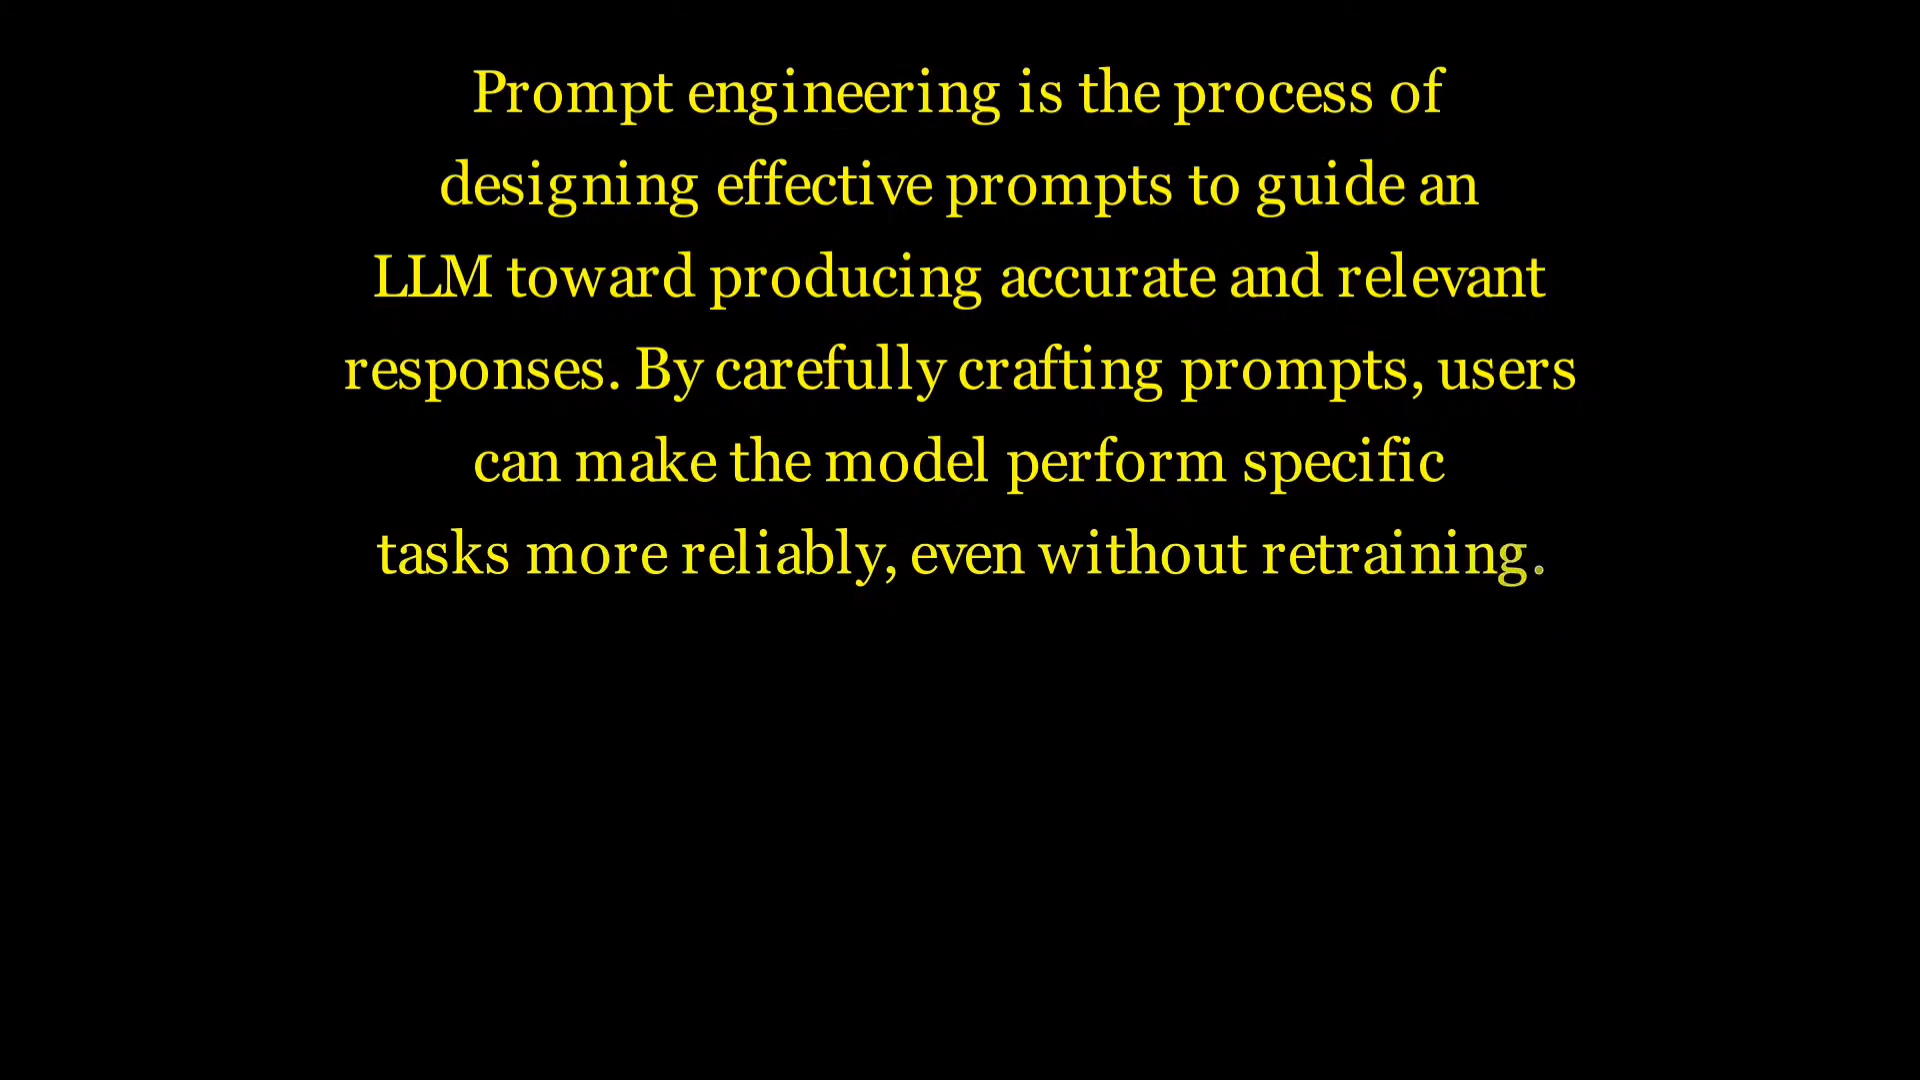 Prompt engineering is the process of
designing effective prompts to guide an
LLM toward producing accurate and relevant
responses. By carefully crafting prompts, users
can make the model perform specific
tasks more reliably, even without retraining.